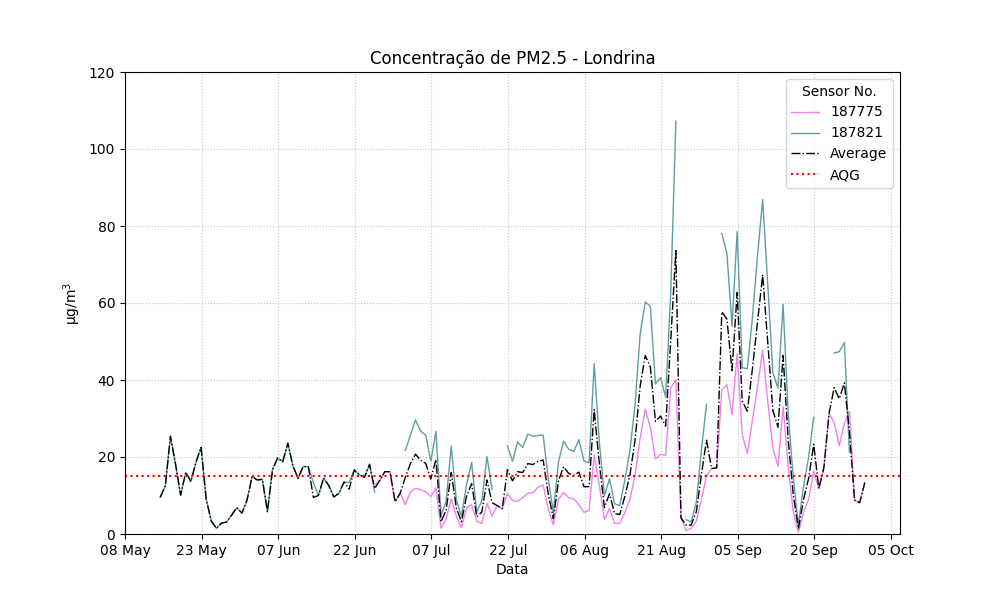 Concentração de PM2.5 - Londrina
120
100
80
60
40
20
0
µg/m³
Sensor No.
187775
187821
Average
AQG
08 May 23 May 07 Jun 22 Jun 07 Jul 22 Jul 06 Aug 21 Aug 05 Sep 20 Sep 05 Oct
Data